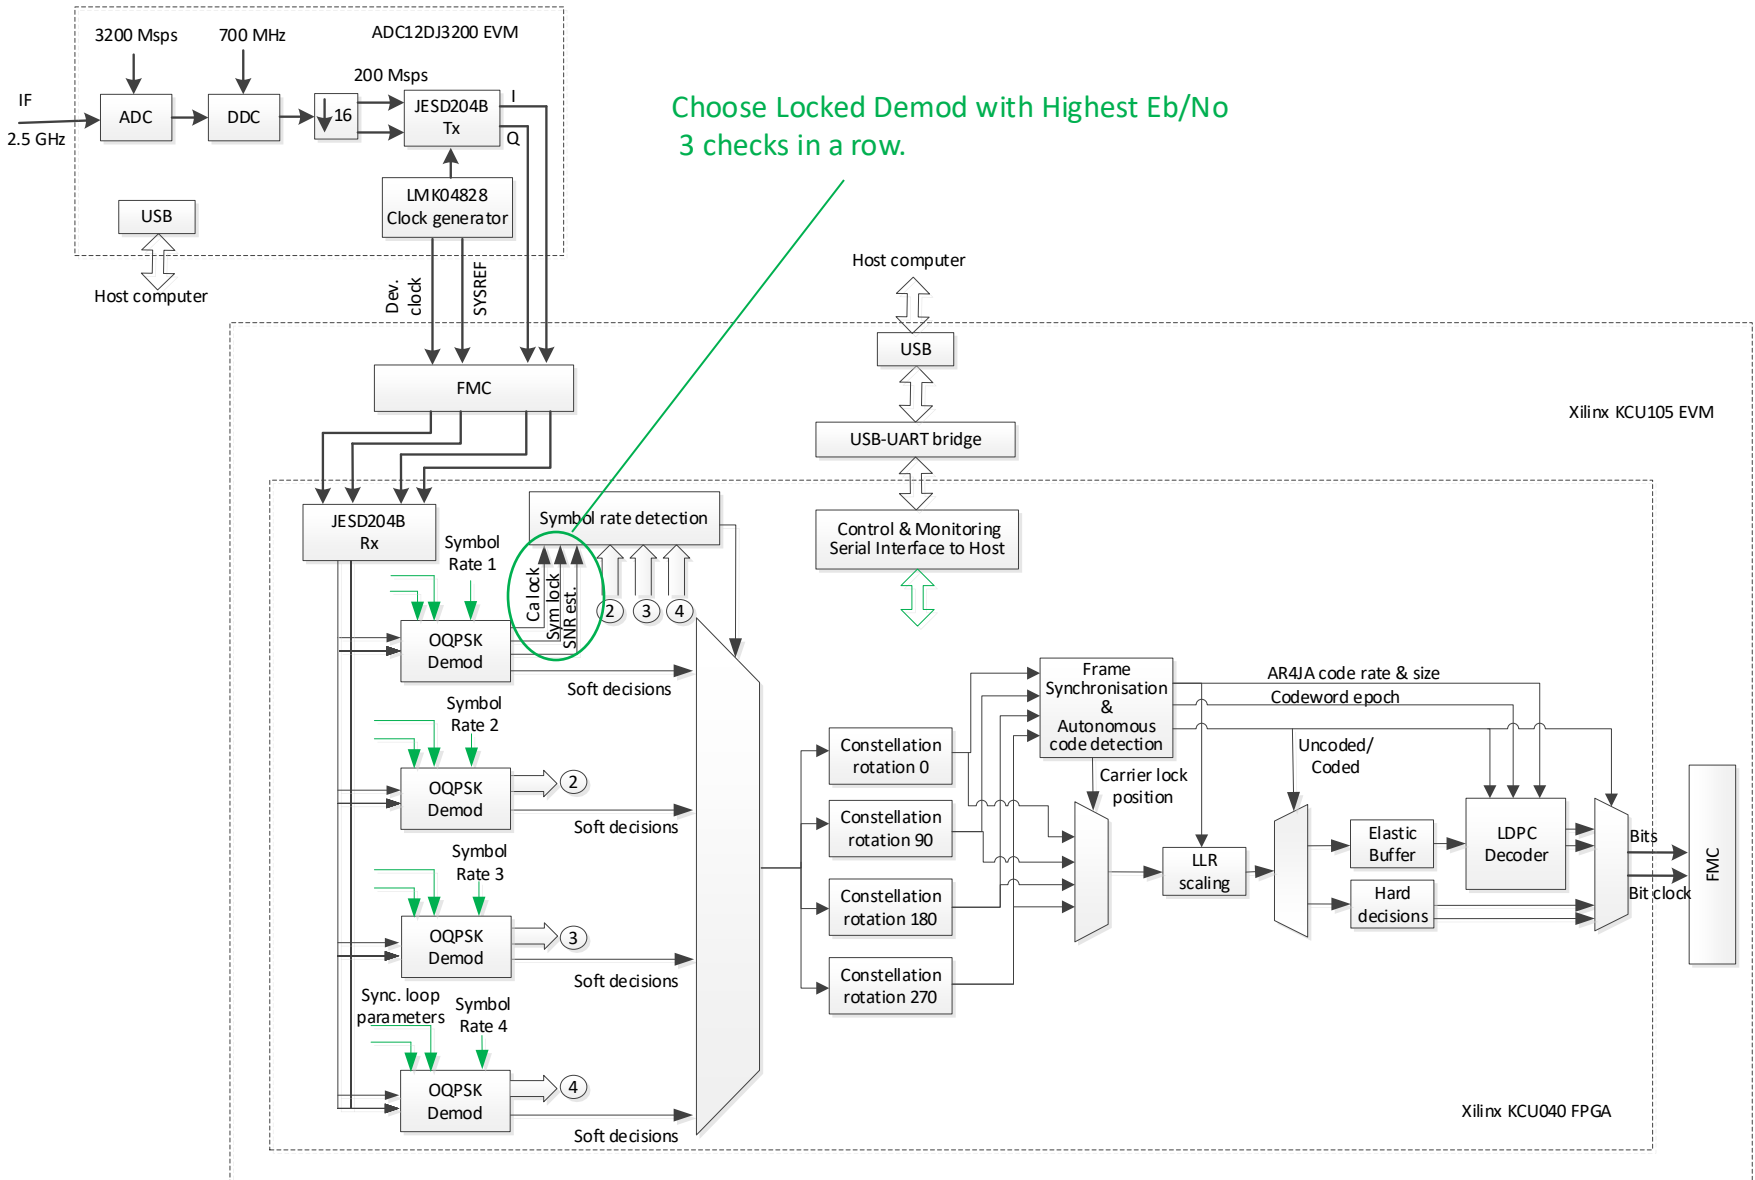 3200 Msps
700 MHz
ADC12DJ3200 EVM
200 Msps
IF
2.5 GHz
ADC
DDC
16
JESD204B
Tx
I
Q
LMK04828
Clock generator
USB
Host computer
Dev.
clock
SYSREF
Choose Locked Demod with Highest Eb/No
3 checks in a row.
Host computer
USB
FMC
USB-UART bridge
Xilinx KCU105 EVM
JESD204B
Rx
Symbol rate detection
Control & Monitoring
Serial Interface to Host
Symbol
Rate 1
Ca lock
Sym lock
SNR est.
2
3
4
OQPSK
Demod
Soft decisions
Symbol
Rate 2
OQPSK
Demod
2
Soft decisions
Symbol
Rate 3
OQPSK
Demod
3
Soft decisions
Sync. loop
parameters
Symbol
Rate 4
OQPSK
Demod
4
Soft decisions
Constellation
rotation 0
Constellation
rotation 90
Constellation
rotation 180
Constellation
rotation 270
Frame
Synchronisation
&
Autonomous
code detection
AR4JA code rate & size
Codeword epoch
Uncoded/
Coded
Carrier lock
position
LLR
scaling
Elastic
Buffer
Hard
decisions
LDPC
Decoder
Bits
Bit clock
FMC
Xilinx KCU040 FPGA